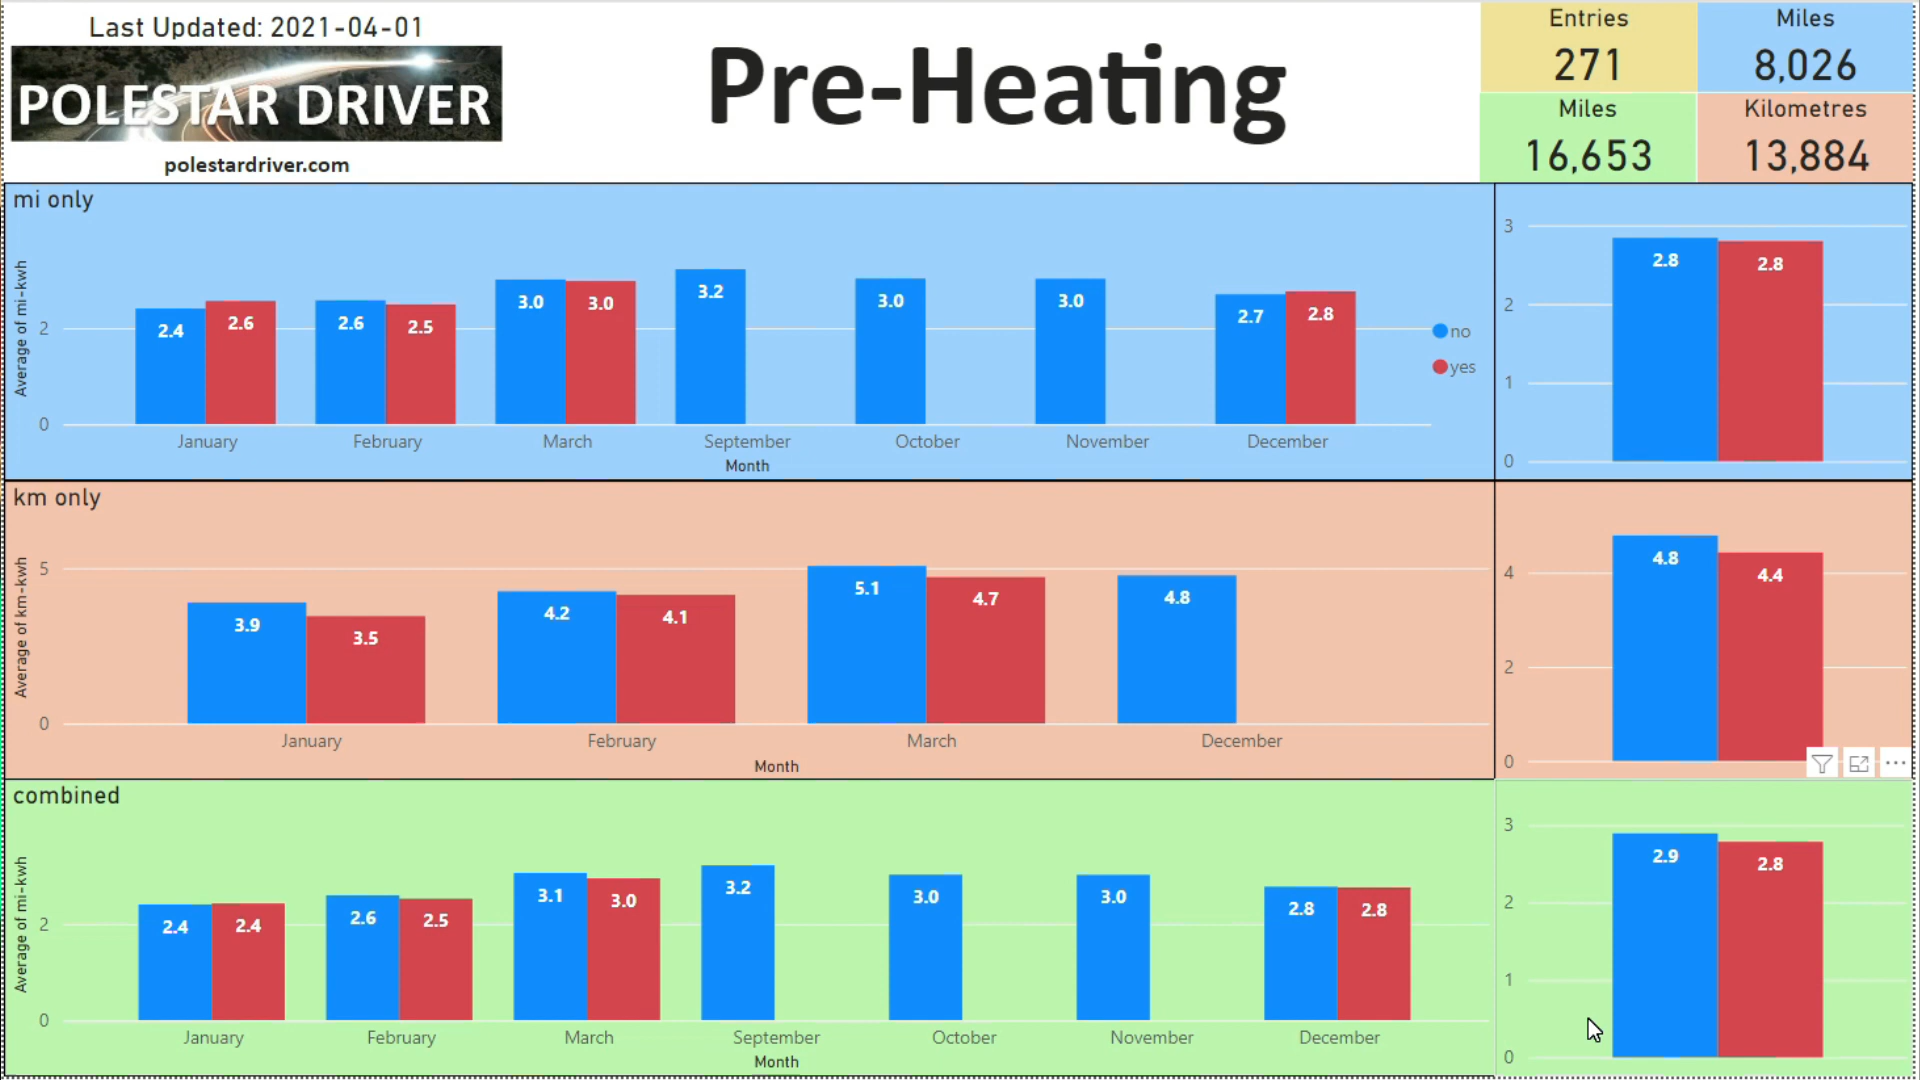 Last Updated: 2021-04-01
POLESTAR DRIVER
polestardriver.com
Pre-Heating
Entries
271
Miles
8,026
Miles
16,653
Kilometres
13,884
mi only
Average of mi-kwh
2
0
2.4
2.6
2.6
2.5
3.0
3.0
3.2
3.0
3.0
2.7
2.8
January
February
March
September
October
November
December
Month
no
yes
3
2
1
0
2.8
2.8
km only
Average of km-kwh
5
0
3.9
3.5
4.2
4.1
5.1
4.7
4.8
January
February
March
December
Month
4
2
0
4.8
4.4
combined
Average of mi-kwh
2
0
2.4
2.4
2.6
2.5
3.1
3.0
3.2
3.0
3.0
2.8
2.8
January
February
March
September
October
November
December
Month
3
2
1
0
2.9
2.8